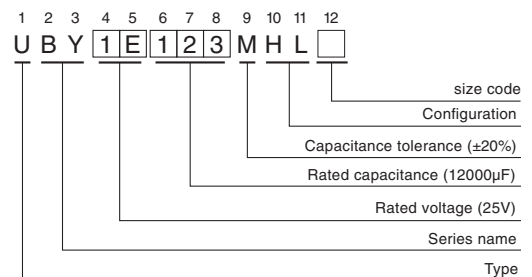 1 2 3 4 5 6 7 8 9 10 11 12
U B Y 1 E 1 2 3 M H L
size code
Configuration
Capacitance tolerance (±20%)
Rated capacitance (12000µF)
Rated voltage (25V)
Series name
Type